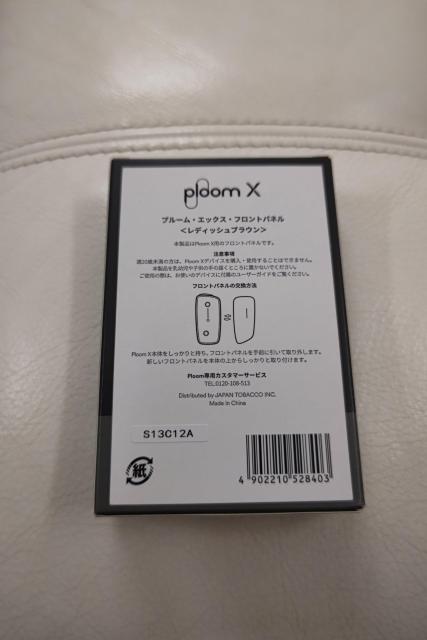 ploom X
プルーム・エックス・フロントパネル
＜レディッシュブラウン＞
本製品はPloom X用のフロントパネルです。
注意事項
満20歳未満の方は、Ploom Xデバイスを購入・使用することはできません。
本製品を乳幼児や子供の手の届くところに置かないでください。
ご使用の際は、お使いのデバイスに付属のユーザーガイドをご覧ください。
フロントパネルの交換方法
Ploom X本体をしっかりと持ち、フロントパネルを手前に引いて取り外します。
新しいフロントパネルを本体の上からしっかりと取り付けます。
Ploom専用カスタマーサービス
TEL:0120-108-513
Distributed by JAPAN TOBACCO INC.
Made in China
S13C12A
紙
4 902210 528403